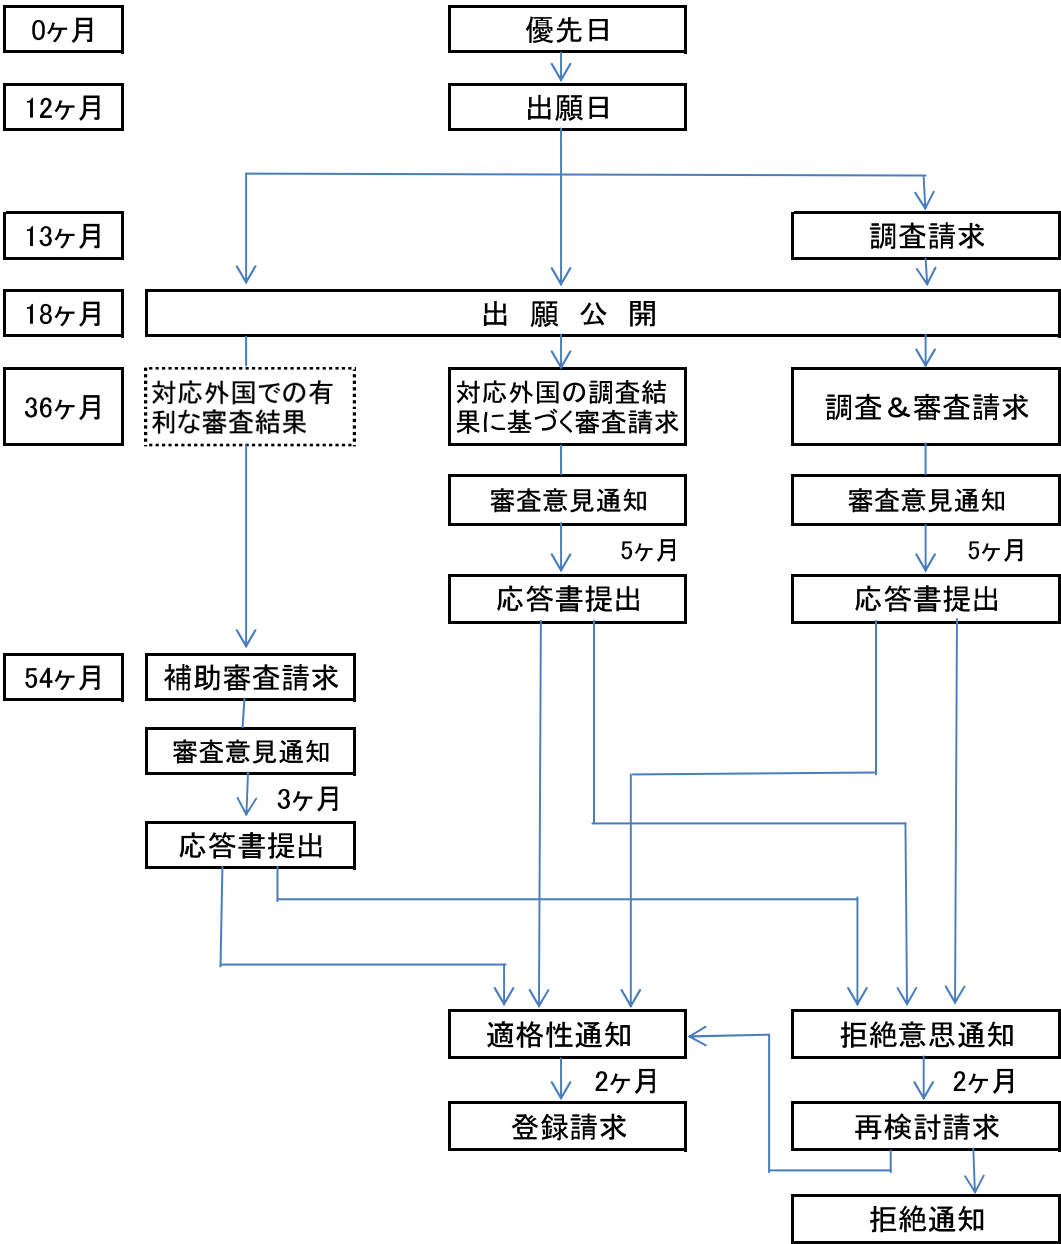 0ヶ月
優先日
12ヶ月
出願日
13ヶ月
調査請求
18ヶ月
出 願 公 開
36ヶ月
対応外国での有
利な審査結果
対応外国の調査結
果に基づく審査請求
調査＆審査請求
審査意見通知
審査意見通知
5ヶ月
5ヶ月
応答書提出
応答書提出
54ヶ月
補助審査請求
審査意見通知
3ヶ月
応答書提出
適格性通知
拒絶意思通知
2ヶ月
2ヶ月
登録請求
再検討請求
拒絶通知